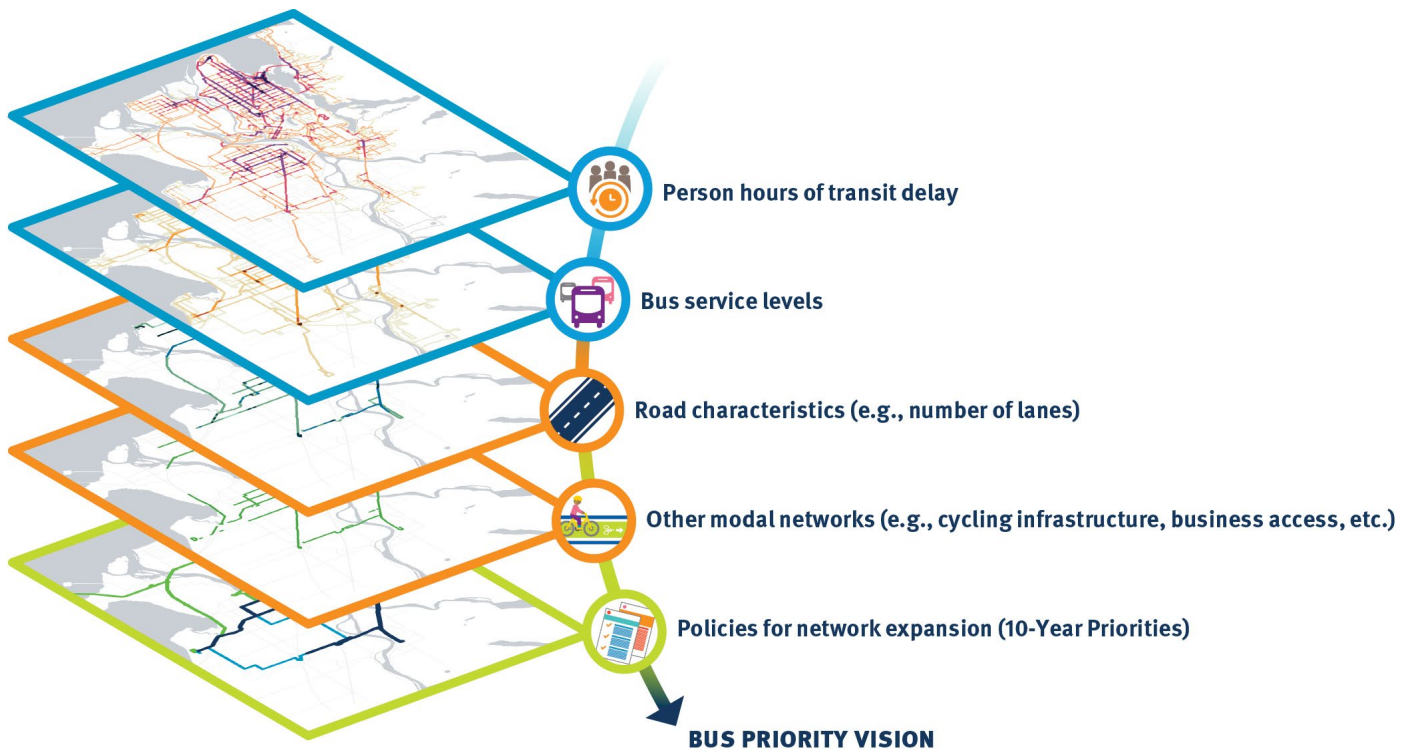 Person hours of transit delay
Bus service levels
Road characteristics (e.g., number of lanes)
Other modal networks (e.g., cycling infrastructure, business access, etc.)
Policies for network expansion (10-Year Priorities)
BUS PRIORITY VISION